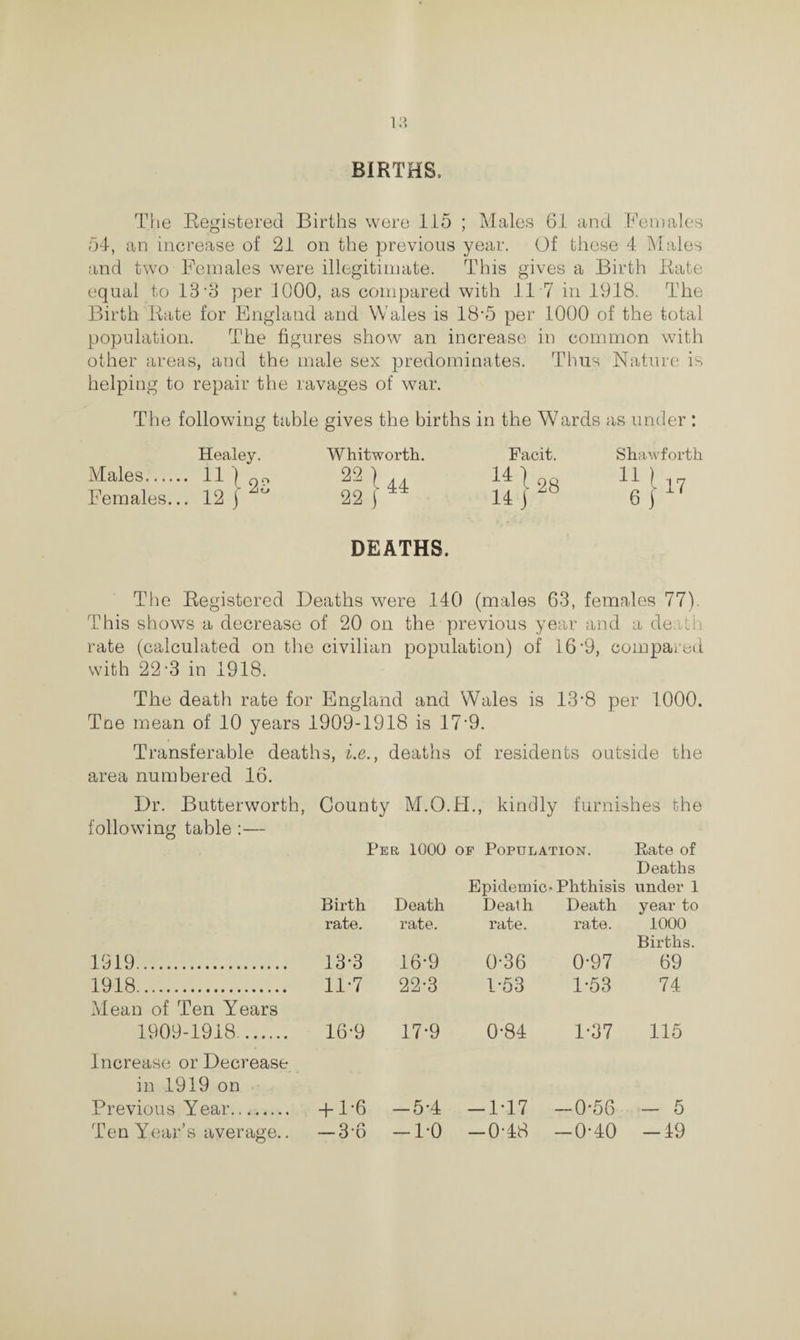 13
BIRTHS.
The Registered Births were 115 ; Males 61 and Females
54, an increase of 21 on the previous year. Of these 4 Males
and two Females were illegitimate. This gives a Birth Rate
equal to 13·3 per 1000, as compared with 11·7 in 1918. The
Birth Rate for England and Wales is 18·5 per 1000 of the total
population. The figures show an increase in common with
other areas, and the male sex predominates. Thus Nature is
helping to repair the ravages of war.
The following table gives the births in the Wards as under :
Healey. Whitworth. Facit. Shawforth
Males...... 11 } 22 } 14 } 11 }
23 44 28 17
Females... 12 } 22 } 14 } 6 }
DEATHS.
The Registered Deaths were 140 (males 63, females 77).
This shows a decrease of 20 on the previous year and a death
rate (calculated on the civilian population) of 16·9, compared
with 22·3 in 1918.
The death rate for England and Wales is 13·8 per 1000.
Tne mean of 10 years 1909-1918 is 17·9.
Transferable deaths, i.e., deaths of residents outside the
area numbered 16.
Dr. Butterworth, County M.O.H., kindly furnishes the
following table :—
Per 1000 of Population. Rate of
Deaths
Epidemic· Phthisis under 1
Birth Death Death Death year to
rate. rate. rate. rate. 1000
Births.
1919..................... 13·3 16·9 0·36 0·97 69
1918..................... 11·7 22·3 1·53 1·53 74
Mean of Ten Years
1909-1918....... 16·9 17·9 0·84 1·37 115
Increase or Decrease
in 1919 on
Previous Year......... +1·6 —5·4 —1·17 —0·56 — 5
Ten Year's average.. —3·6 —1·0 —0·48 —0·40 —49